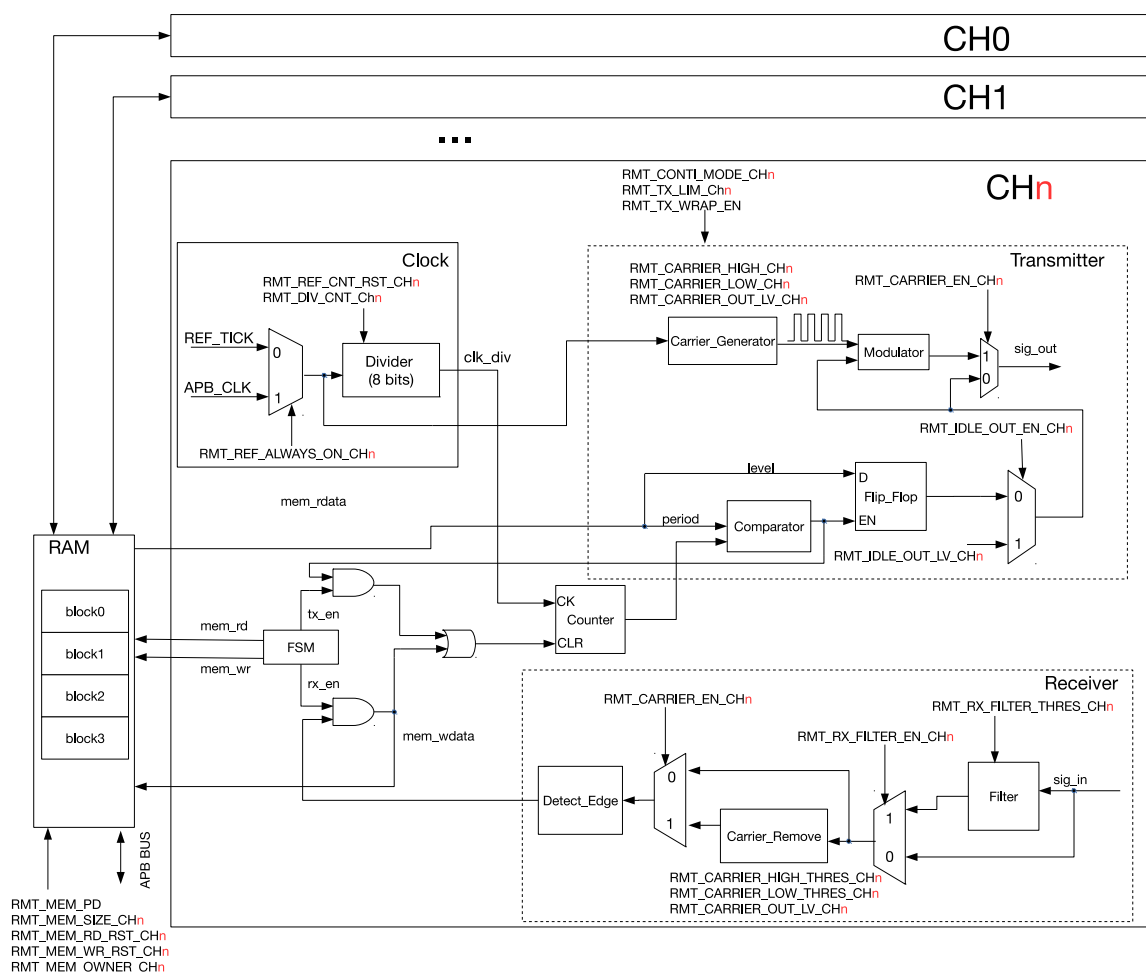 CH0
CH1
...
CHn
RMT_CONTI_MODE_CHn
RMT_TX_LIM_Chn
RMT_TX_WRAP_EN
Clock
RMT_REF_CNT_RST_CHn
RMT_DIV_CNT_Chn
REF_TICK
0
APB_CLK
1
Divider
(8 bits)
clk_div
RMT_REF_ALWAYS_ON_CHn
Transmitter
RMT_CARRIER_HIGH_CHn
RMT_CARRIER_LOW_CHn
RMT_CARRIER_OUT_LV_CHn
RMT_CARRIER_EN_CHn
Carrier_Generator
Modulator
1
0
sig_out
RMT_IDLE_OUT_EN_CHn
level
D
Flip_Flop
EN
period
Comparator
0
1
RMT_IDLE_OUT_LV_CHn
mem_rdata
RAM
block0
block1
block2
block3
mem_rd
mem_wr
tx_en
FSM
rx_en
CK
Counter
CLR
mem_wdata
Receiver
RMT_CARRIER_EN_CHn
RMT_RX_FILTER_THRES_CHn
RMT_RX_FILTER_EN_CHn
Detect_Edge
0
1
Carrier_Remove
1
0
Filter
sig_in
RMT_CARRIER_HIGH_THRES_CHn
RMT_CARRIER_LOW_THRES_CHn
RMT_CARRIER_OUT_LV_CHn
APB BUS
RMT_MEM_PD
RMT_MEM_SIZE_CHn
RMT_MEM_RD_RST_CHn
RMT_MEM_WR_RST_CHn
RMT_MEM_OWNER_CHn